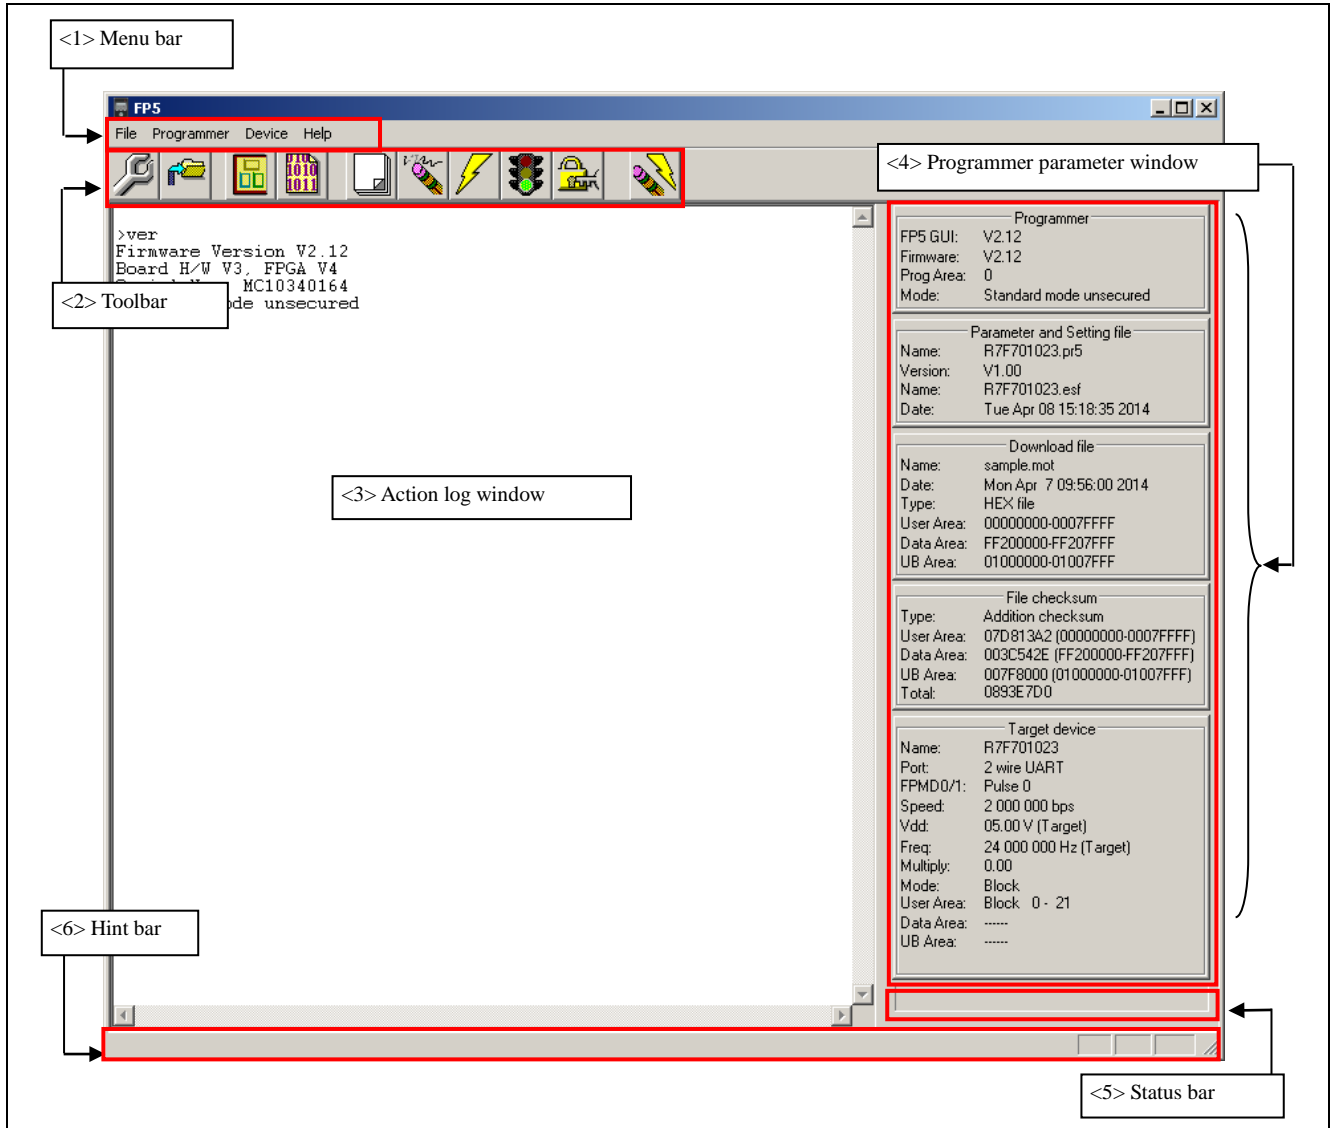 <1> Menu bar
FP5
File Programmer Device Help
<4> Programmer parameter window
>ver
Firmware Version V2.12
Board H/W V3, FPGA V4
MC10340164
de unsecured
<2> Toolbar
<3> Action log window
Programmer
FP5 GUI: V2.12
Firmware: V2.12
Prog Area: 0
Mode: Standard mode unsecured
Parameter and Setting file
Name: R7F701023.pr5
Version: V1.00
Name: R7F701023.esf
Date: Tue Apr 08 15:18:35 2014
Download file
Name: sample.mot
Date: Mon Apr 7 09:56:00 2014
Type: HEX file
User Area: 00000000-0007FFFF
Data Area: FF200000-FF207FFF
UB Area: 01000000-01007FFF
File checksum
Type: Addition checksum
User Area: 07D813A2 (00000000-0007FFFF)
Data Area: 003C542E (FF200000-FF207FFF)
UB Area: 007F8000 (01000000-01007FFF)
Total: 0893E7D0
Target device
Name: R7F701023
Port: 2 wire UART
FPMD0/1: Pulse 0
Speed: 2 000 000 bps
Vdd: 05.00 V (Target)
Freq: 24 000 000 Hz (Target)
Multiply: 0.00
Mode: Block
User Area: Block 0 - 21
Data Area: ------
UB Area: ------
<6> Hint bar
<5> Status bar